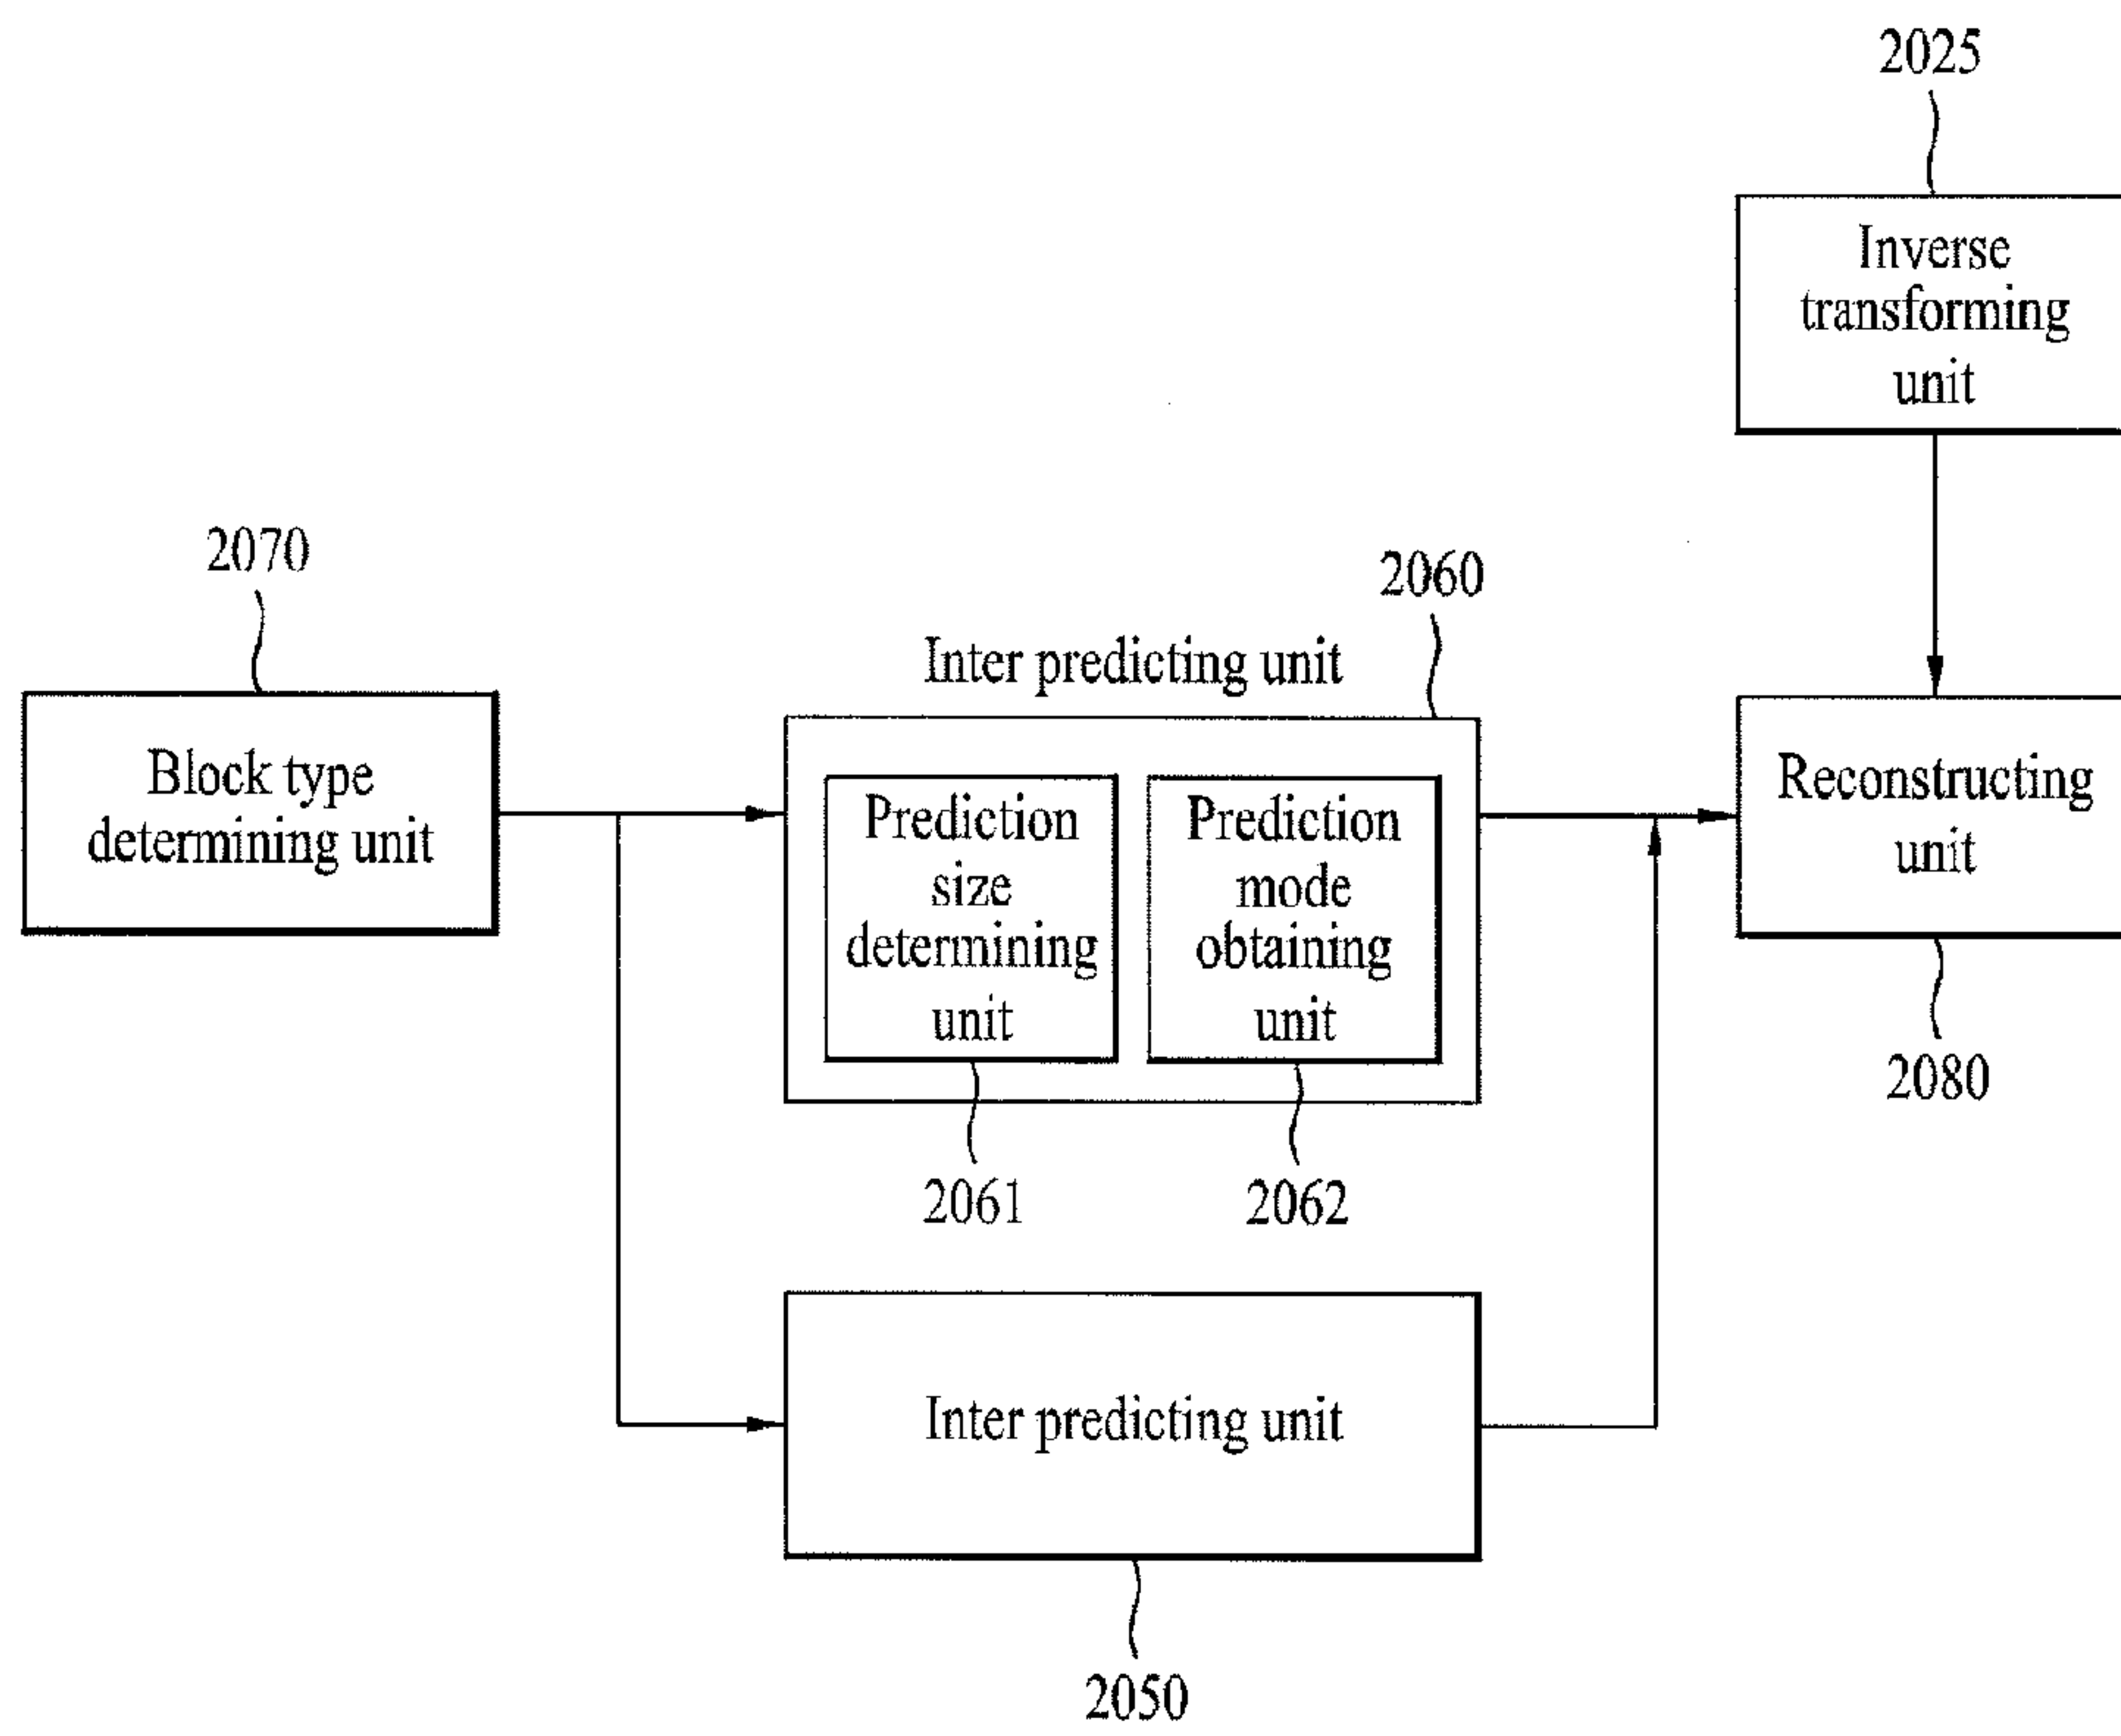 2025
Inverse
transforming
unit
2070
2060
Inter predicting unit
Block type
determining unit
Prediction
size
determining
unit
Prediction
mode
obtaining
unit
Reconstructing
unit
2080
2061
2062
Inter predicting unit
2050